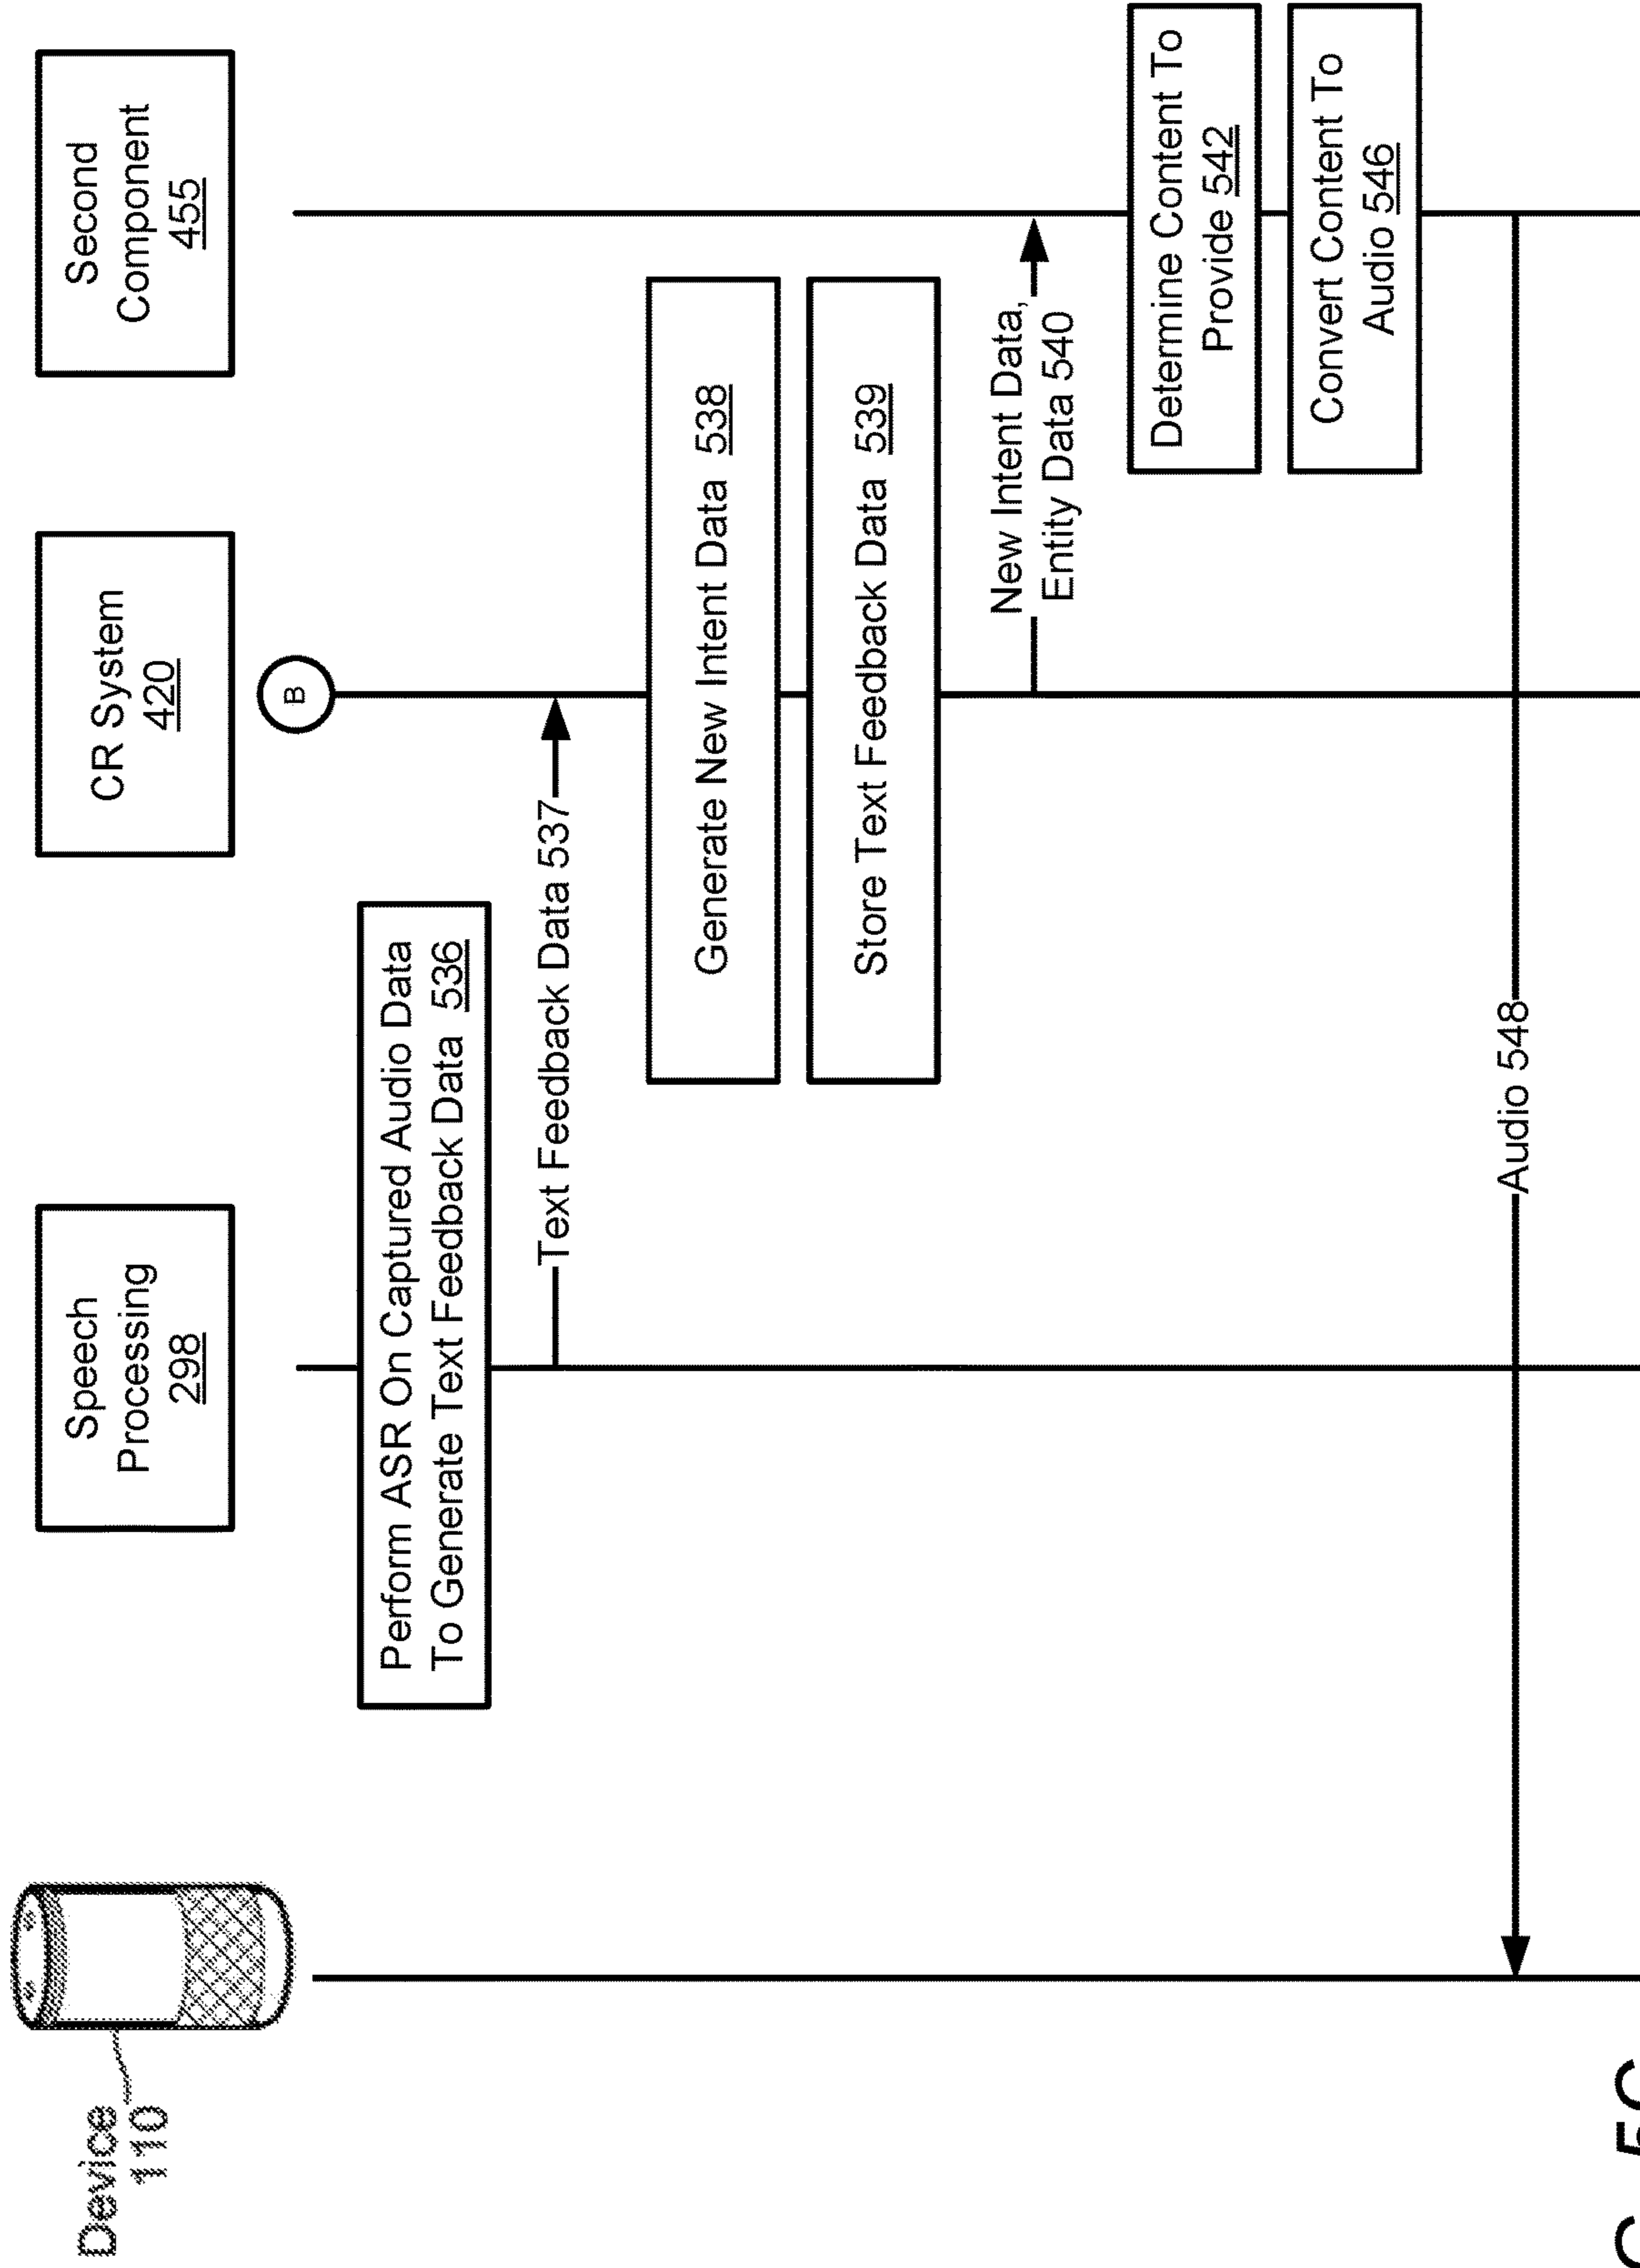 Device
110
Speech
Processing
298
CR System
420
Second
Component
455
B
Perform ASR On Captured Audio Data
To Generate Text Feedback Data 536
Text Feedback Data 537
Generate New Intent Data 538
Store Text Feedback Data 539
New Intent Data,
Entity Data 540
Determine Content To
Provide 542
Convert Content To
Audio 546
Audio 548